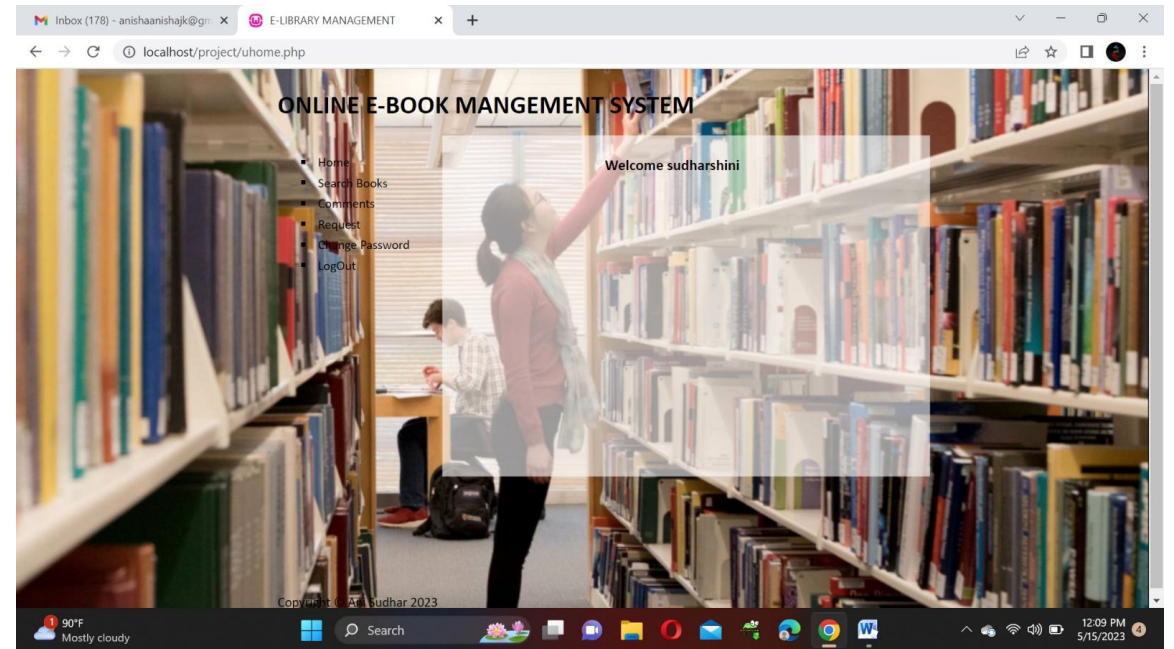 Inbox (178) - anishaanishajk@gm
E-LIBRARY MANAGEMENT
localhost/project/uhome.php
ONLINE E-BOOK MANGEMENT SYSTEM
Home
Search Books
Comments
Request
Change Password
LogOut
Welcome sudharshini
Copyright © Ani Sudhar 2023
1
90°F
Mostly cloudy
Search
12:09 PM
5/15/2023
4